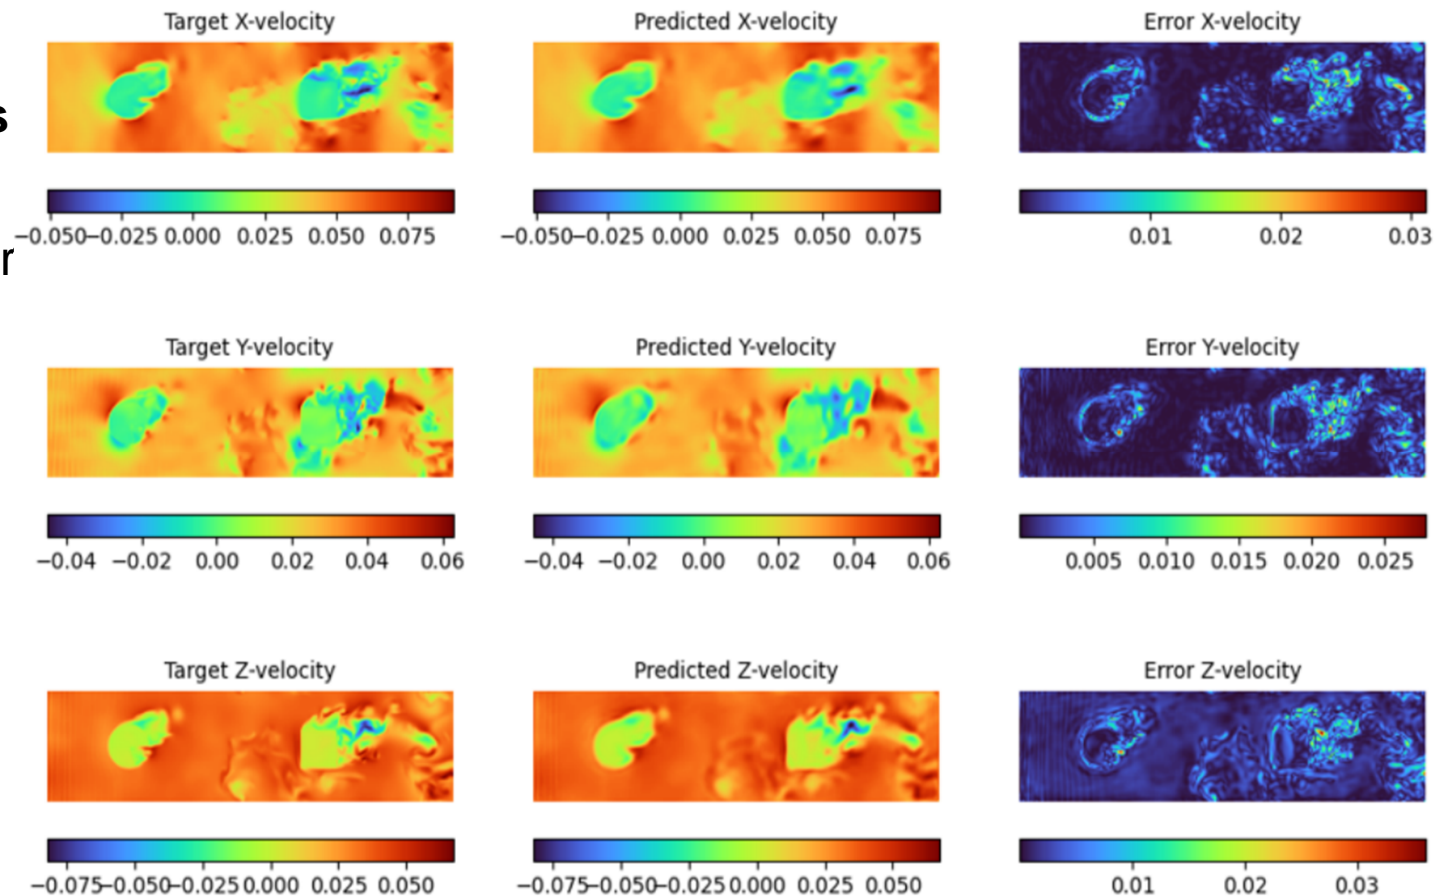 Target X-velocity Predicted X-velocity Error X-velocity
s
−0.050 −0.025 0.000 0.025 0.050 0.075 −0.050 −0.025 0.000 0.025 0.050 0.075 0.01 0.02 0.03
r
Target Y-velocity Predicted Y-velocity Error Y-velocity
−0.04 −0.02 0.00 0.02 0.04 0.06 −0.04 −0.02 0.00 0.02 0.04 0.06 0.005 0.010 0.015 0.020 0.025
Target Z-velocity Predicted Z-velocity Error Z-velocity
−0.075 −0.050 −0.025 0.000 0.025 0.050 −0.075 −0.050 −0.025 0.000 0.025 0.050 0.01 0.02 0.03